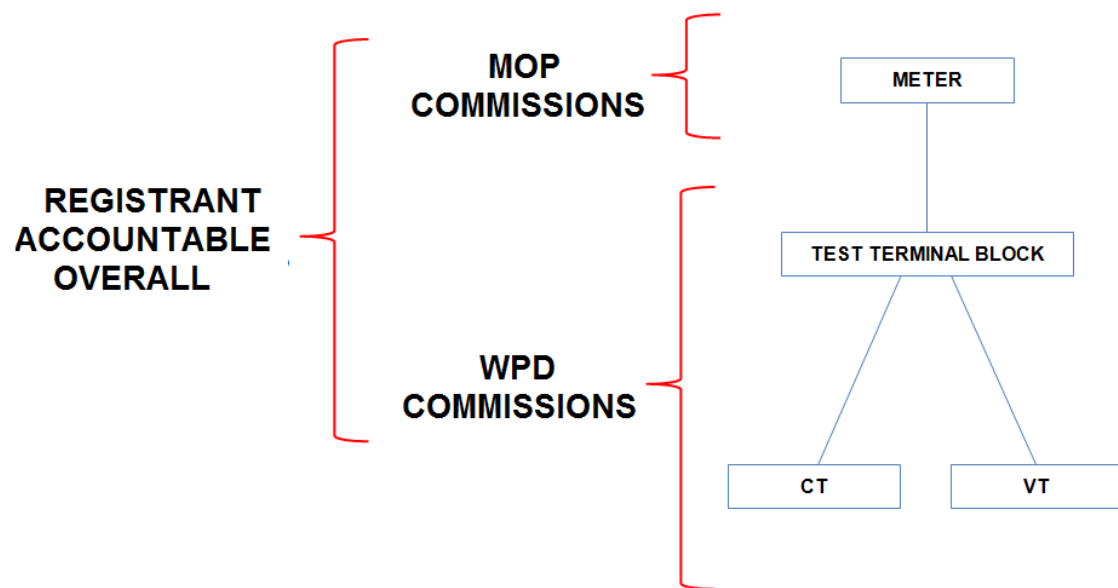 REGISTRANT
ACCOUNTABLE
OVERALL
MOP
COMMISSIONS
WPD
COMMISSIONS
METER
TEST TERMINAL BLOCK
CT
VT